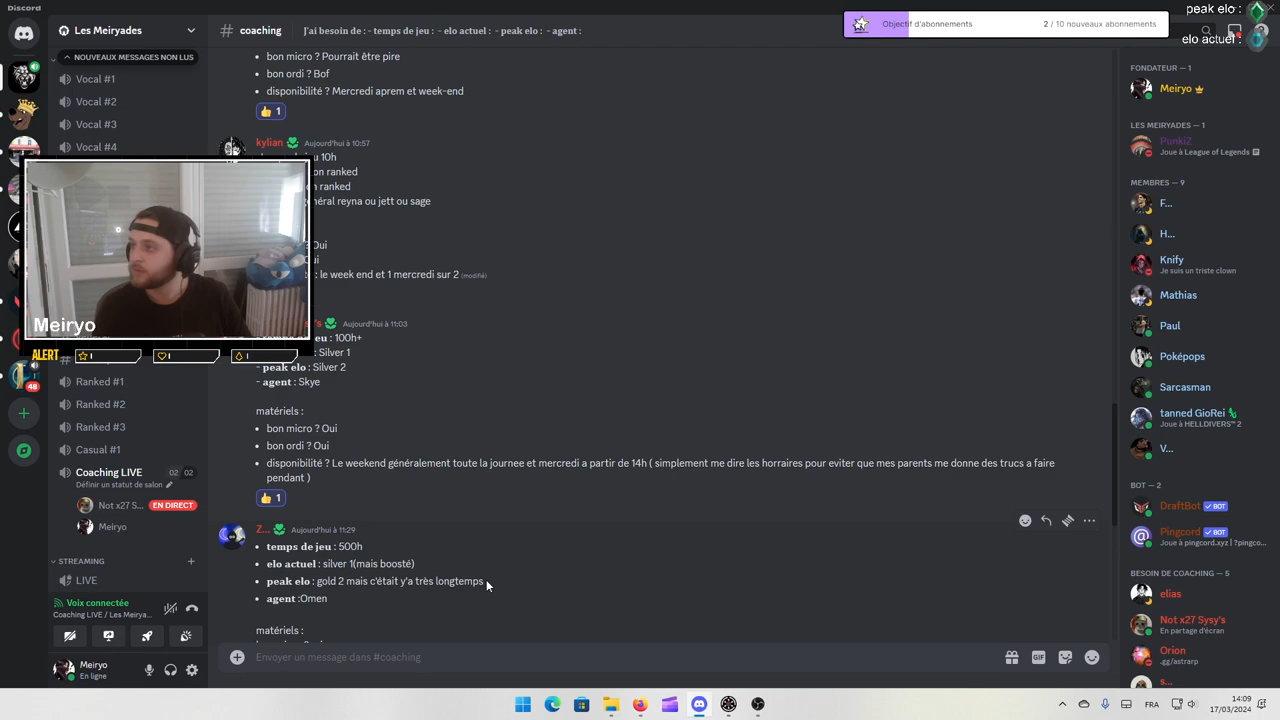 Discord
Les Meiryades
NOUVEAUX MESSAGES NON LUS
Vocal #1
Vocal #2
Vocal #3
Vocal #4
Meiryo
ALERT
Ranked #1
Ranked #2
Ranked #3
Casual #1
Coaching LIVE 02 02
Définir un statut de salon
Not x27 S... EN DIRECT
Meiryo
STREAMING
LIVE
Voix connectée
Coaching LIVE / Les Meirya...
Meiryo
En ligne
48
# coaching J'ai besoin de : - temps de jeu : - elo actuel : - peak elo : - agent :
Objectif d'abonnements 2 / 10 nouveaux abonnements
peak elo :
elo actuel :
• bon micro ? Pourrait être pire
• bon ordi ? Bof
• disponibilité ? Mercredi aprem et week-end
👍 1
kylian Aujourd'hui à 10:57
10h
on ranked
on ranked
général reyna ou jett ou sage
Oui
: le week end et 1 mercredi sur 2 (modifié)
Aujourd'hui à 11:03
: 100h+
: Silver 1
- peak elo : Silver 2
- agent : Skye
matériels :
• bon micro ? Oui
• bon ordi ? Oui
• disponibilité ? Le weekend généralement toute la journee et mercredi a partir de 14h ( simplement me dire les horraires pour eviter que mes parents me donne des trucs a faire
pendant )
👍 1
Z... Aujourd'hui à 11:29
• temps de jeu : 500h
• elo actuel : silver 1(mais boosté)
• peak elo : gold 2 mais c'était y'a très longtemps
• agent :Omen
matériels :
Envoyer un message dans #coaching
GIF
FONDATEUR — 1
Meiryo
LES MEIRYADES — 1
PunkiZ
Joue à League of Legends
MEMBRES — 9
F...
H...
Knify
Je suis un triste clown
Mathias
Paul
Poképops
Sarcasman
tanned GioRei
Joue à HELLDIVERS™ 2
V...
BOT — 2
DraftBot BOT
Pingcord BOT
Joue à pingcord.xyz | ?pingco...
BESOIN DE COACHING — 5
elias
Not x27 Sysy's
En partage d'écran
Orion
.gg/astrarp
s...
FRA
14:09
17/03/2024